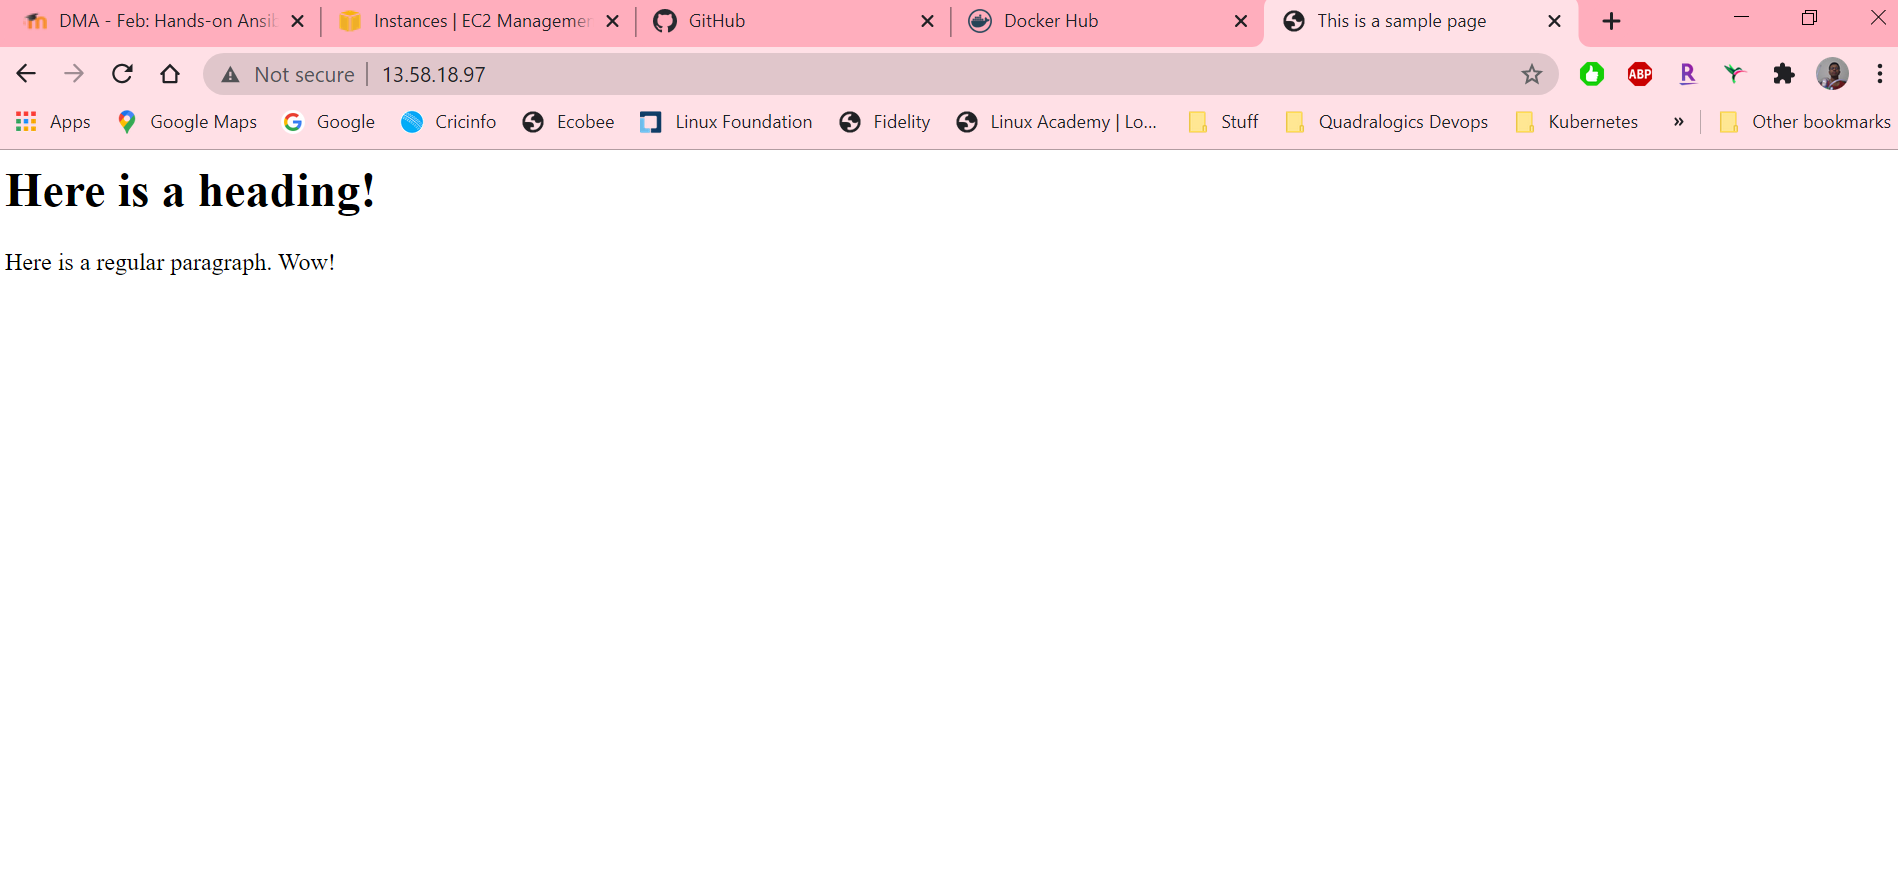 DMA - Feb: Hands-on Ansib
Instances | EC2 Managemen
GitHub
Docker Hub
This is a sample page
Not secure | 13.58.18.97
ABP
R
Apps Google Maps Google Cricinfo Ecobee Linux Foundation Fidelity Linux Academy | Lo... Stuff Quadralogics Devops Kubernetes » Other bookmarks
Here is a heading!
Here is a regular paragraph. Wow!